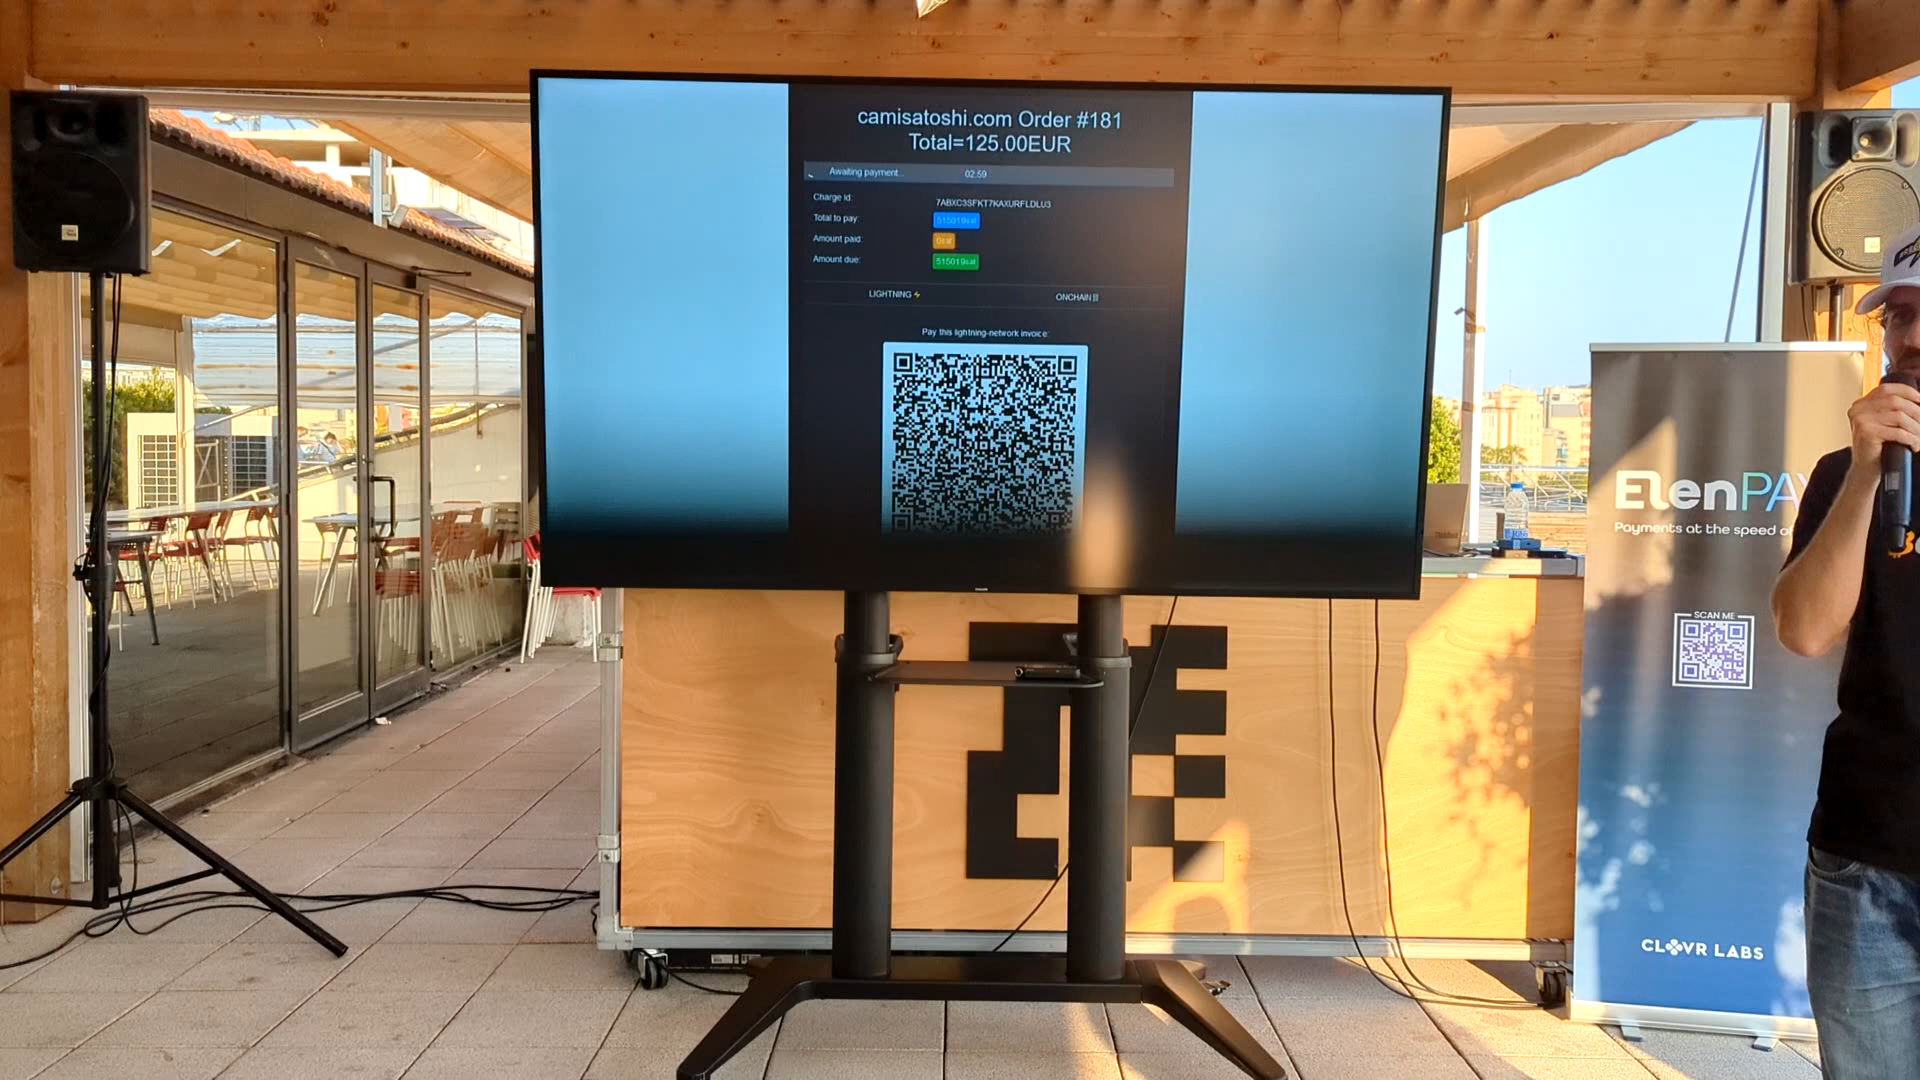 camisatoshi.com Order #181
Total=125.00EUR
Awaiting payment... 02:59
Charge Id: 7ABXC3SFKT7KAXURFLDLU3
Total to pay: 515019sat
Amount paid: 0sat
Amount due: 515019sat
LIGHTNING⚡ ONCHAIN
Pay this lightning-network invoice:
ElenPA
Payments at the speed of
SCAN ME
CLOVR LABS